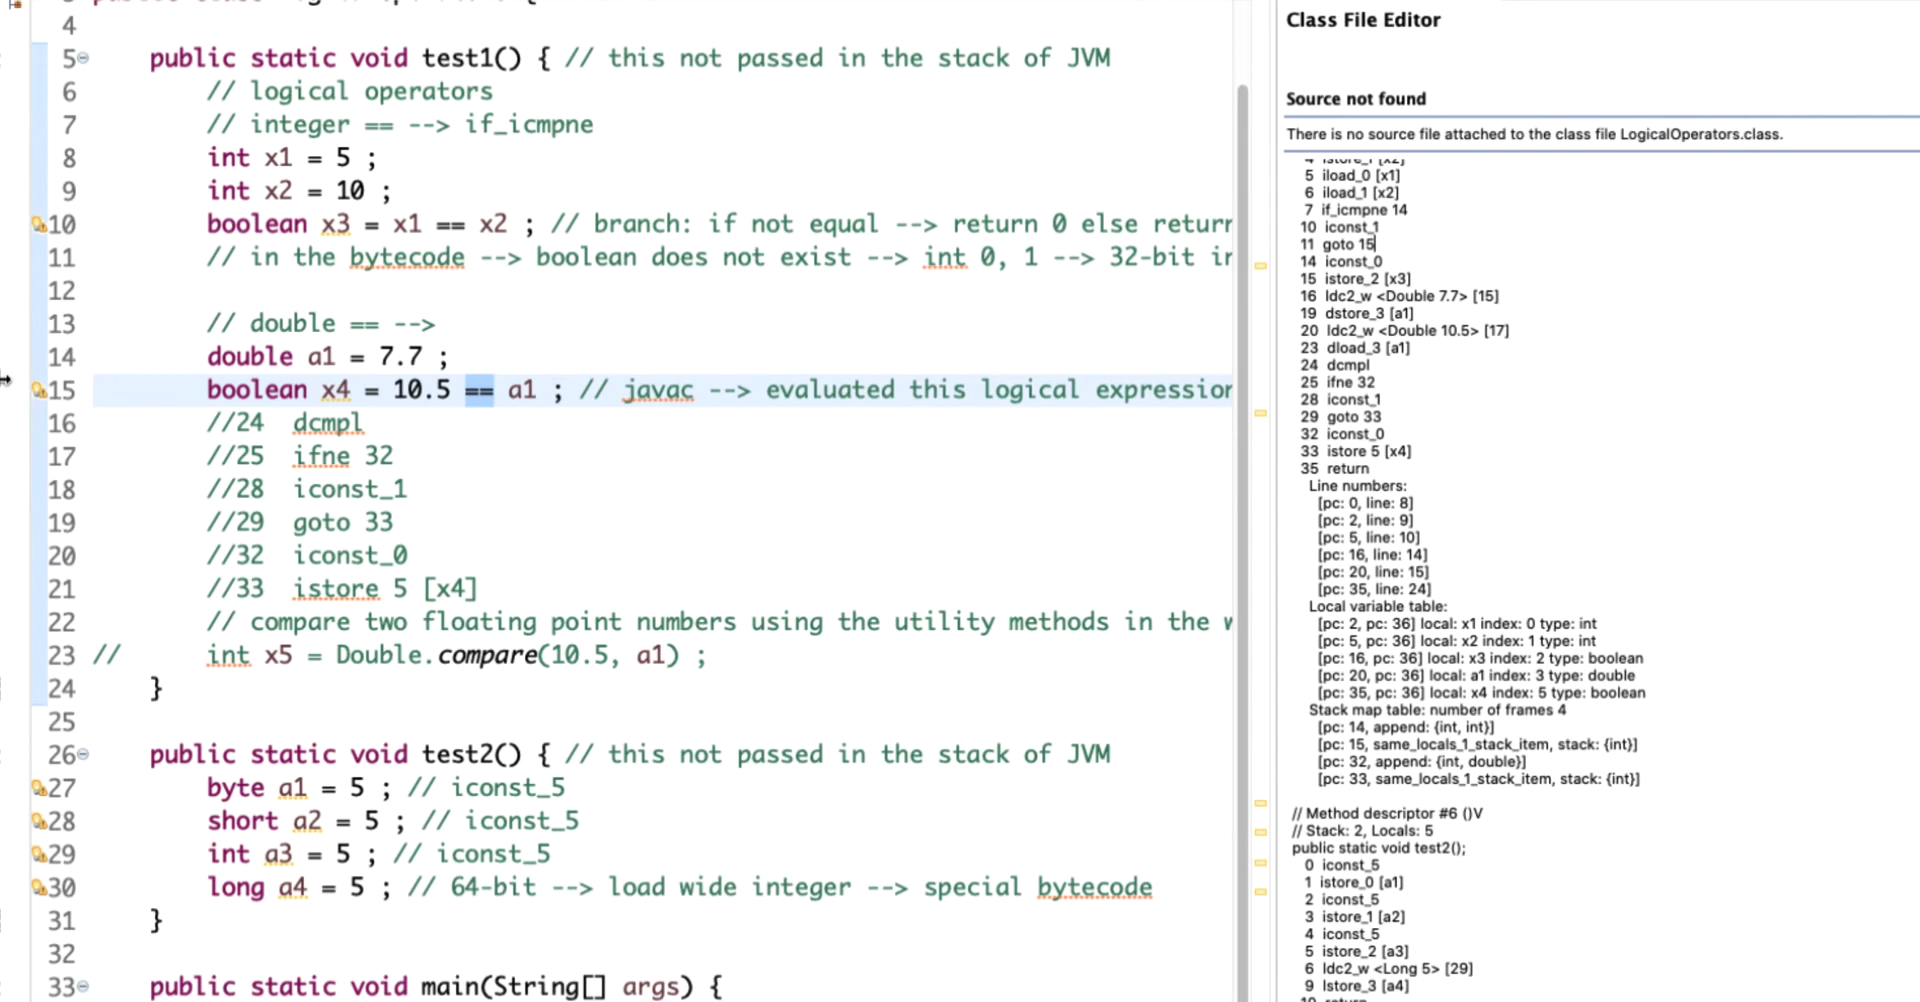 4
5 public static void test1() { // this not passed in the stack of JVM
6 // logical operators
7 // integer == --> if_icmpne
8 int x1 = 5 ;
9 int x2 = 10 ;
10 boolean x3 = x1 == x2 ; // branch: if not equal --> return 0 else return
11 // in the bytecode --> boolean does not exist --> int 0, 1 --> 32-bit
12
13 // double == -->
14 double a1 = 7.7 ;
15 boolean x4 = 10.5 == a1 ; // javac --> evaluated this logical expression
16 //24 dcmpl
17 //25 ifne 32
18 //28 iconst_1
19 //29 goto 33
20 //32 iconst_0
21 //33 istore 5 [x4]
22 // compare two floating point numbers using the utility methods in the
23 // int x5 = Double.compare(10.5, a1) ;
24 }
25
26 public static void test2() { // this not passed in the stack of JVM
27 byte a1 = 5 ; // iconst_5
28 short a2 = 5 ; // iconst_5
29 int a3 = 5 ; // iconst_5
30 long a4 = 5 ; // 64-bit --> load wide integer --> special bytecode
31 }
32
33 public static void main(String[] args) {
Class File Editor
Source not found
There is no source file attached to the class file LogicalOperators.class.
4 istore_1 [x2]
5 iload_0 [x1]
6 iload_1 [x2]
7 if_icmpne 14
10 iconst_1
11 goto 15
14 iconst_0
15 istore_2 [x3]
16 ldc2_w <Double 7.7> [15]
19 dstore_3 [a1]
20 ldc2_w <Double 10.5> [17]
23 dload_3 [a1]
24 dcmpl
25 ifne 32
28 iconst_1
29 goto 33
32 iconst_0
33 istore 5 [x4]
35 return
Line numbers:
[pc: 0, line: 8]
[pc: 2, line: 9]
[pc: 5, line: 10]
[pc: 16, line: 14]
[pc: 20, line: 15]
[pc: 35, line: 24]
Local variable table:
[pc: 2, pc: 36] local: x1 index: 0 type: int
[pc: 5, pc: 36] local: x2 index: 1 type: int
[pc: 16, pc: 36] local: x3 index: 2 type: boolean
[pc: 20, pc: 36] local: a1 index: 3 type: double
[pc: 35, pc: 36] local: x4 index: 5 type: boolean
Stack map table: number of frames 4
[pc: 14, append: {int, int}]
[pc: 15, same_locals_1_stack_item, stack: {int}]
[pc: 32, append: {int, double}]
[pc: 33, same_locals_1_stack_item, stack: {int}]
// Method descriptor #6 ()V
// Stack: 2, Locals: 5
public static void test2();
0 iconst_5
1 istore_0 [a1]
2 iconst_5
3 istore_1 [a2]
4 iconst_5
5 istore_2 [a3]
6 ldc2_w <Long 5> [29]
9 lstore_3 [a4]
10 return